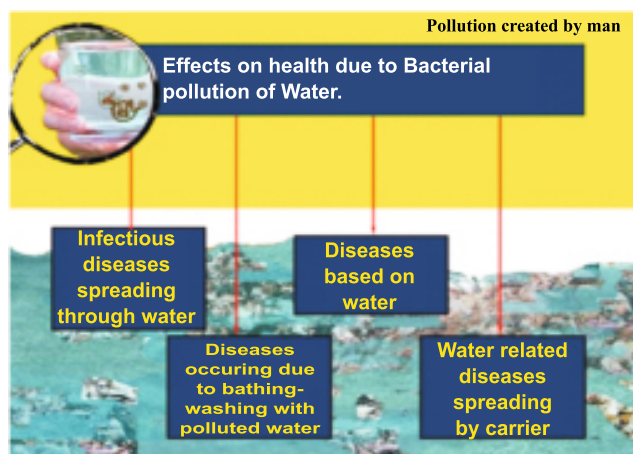 Pollution created by man
Effects on health due to Bacterial
pollution of Water.
Infectious
diseases
spreading
through water
Diseases
based on
water
Diseases
occuring due
to bathing-
washing with
polluted water
Water related
diseases
spreading
by carrier